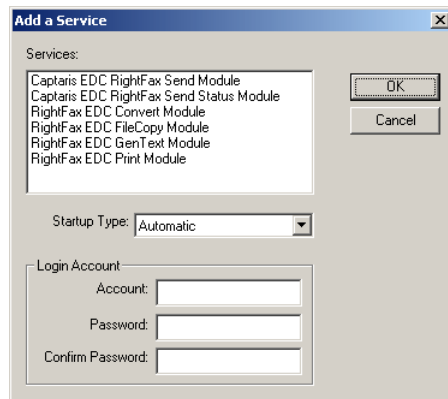 Add a Service
Services:
Captaris EDC RightFax Send Module
Captaris EDC RightFax Send Status Module
RightFax EDC Convert Module
RightFax EDC FileCopy Module
RightFax EDC GenText Module
RightFax EDC Print Module
OK
Cancel
Startup Type: Automatic
Login Account
Account:
Password:
Confirm Password: